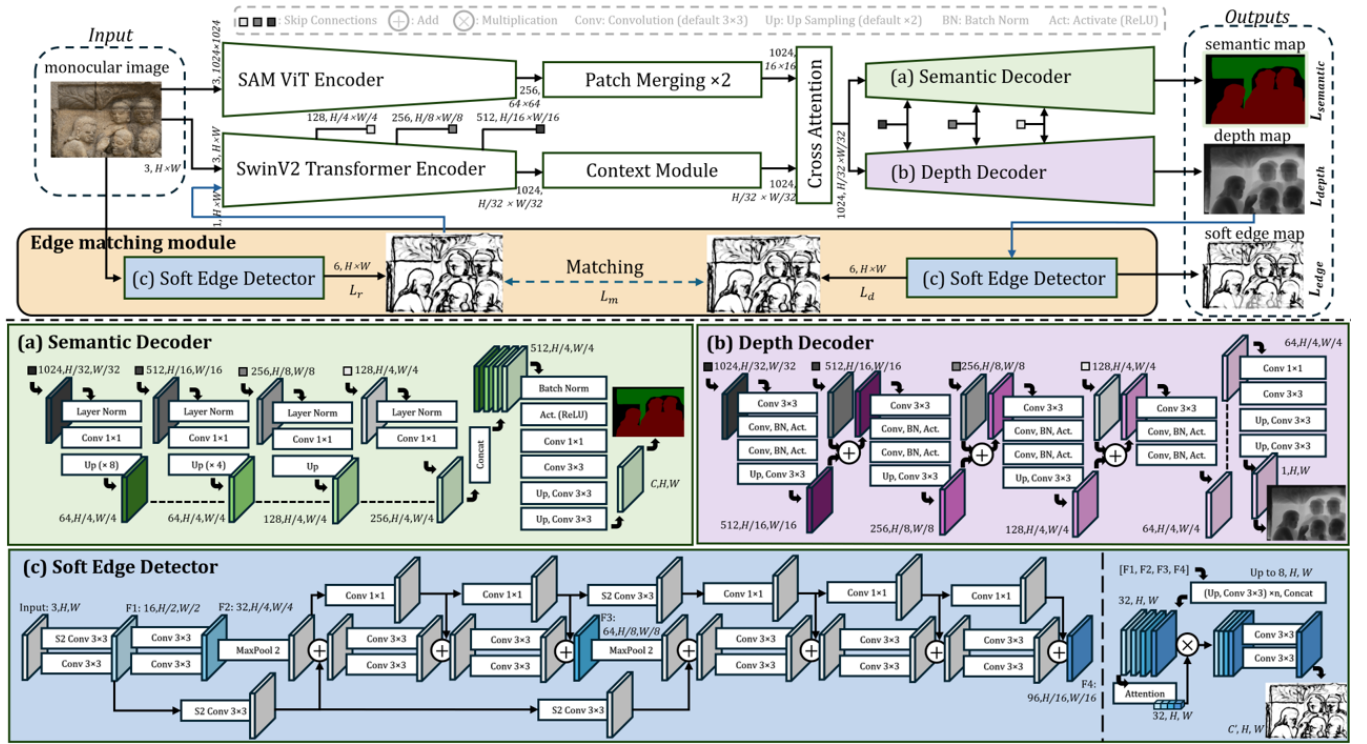 : Skip Connections
: Add
: Multiplication
Conv: Convolution (default 3×3)
Up: Up Sampling (default ×2)
BN: Batch Norm
Act: Activate (ReLU)
Input
monocular image
3, H×W
3, 1024×1024
SAM ViT Encoder
256,
64×64
Patch Merging ×2
1024,
16×16
128, H/4×W/4
256, H/8×W/8
512, H/16×W/16
3, H×W
SwinV2 Transformer Encoder
1, H×W
1024,
H/32 × W/32
Context Module
1024,
H/32 × W/32
Cross Attention
1024, H/32×W/32
(a) Semantic Decoder
(b) Depth Decoder
Outputs
semantic map
L_semantic
depth map
L_depth
soft edge map
L_edge
Edge matching module
(c) Soft Edge Detector
6, H×W
L_r
Matching
L_m
6, H×W
L_d
(c) Soft Edge Detector
(a) Semantic Decoder
1024,H/32,W/32
Layer Norm
Conv 1×1
Up (× 8)
64,H/4,W/4
512,H/16,W/16
Layer Norm
Conv 1×1
Up (× 4)
64,H/4,W/4
256,H/8,W/8
Layer Norm
Conv 1×1
Up
128,H/4,W/4
128,H/4,W/4
Layer Norm
Conv 1×1
256,H/4,W/4
Concat
512,H/4,W/4
Batch Norm
Act. (ReLU)
Conv 1×1
Conv 3×3
Up, Conv 3×3
Up, Conv 3×3
C,H,W
(b) Depth Decoder
1024,H/32,W/32
Conv 3×3
Conv, BN, Act.
Conv, BN, Act.
Up, Conv 3×3
512,H/16,W/16
512,H/16,W/16
Conv 3×3
Conv, BN, Act.
Conv, BN, Act.
Up, Conv 3×3
256,H/8,W/8
256,H/8,W/8
Conv 3×3
Conv, BN, Act.
Conv, BN, Act.
Up, Conv 3×3
128,H/4,W/4
128,H/4,W/4
Conv 3×3
Conv, BN, Act.
Conv, BN, Act.
64,H/4,W/4
64,H/4,W/4
Conv 1×1
Conv 3×3
Up, Conv 3×3
Up, Conv 3×3
1,H,W
(c) Soft Edge Detector
Input: 3,H,W
S2 Conv 3×3
Conv 3×3
F1: 16,H/2,W/2
S2 Conv 3×3
Conv 3×3
F2: 32,H/4,W/4
MaxPool 2
S2 Conv 3×3
Conv 1×1
Conv 3×3
Conv 3×3
Conv 1×1
Conv 3×3
Conv 3×3
F3:
64,H/8,W/8
MaxPool 2
S2 Conv 3×3
S2 Conv 3×3
Conv 1×1
Conv 3×3
Conv 3×3
Conv 1×1
Conv 3×3
Conv 3×3
Conv 1×1
Conv 3×3
Conv 3×3
F4:
96,H/16,W/16
[F1, F2, F3, F4]
Up to 8, H, W
(Up, Conv 3×3) ×n, Concat
32, H, W
Attention
32, H, W
Conv 3×3
Conv 3×3
C', H, W